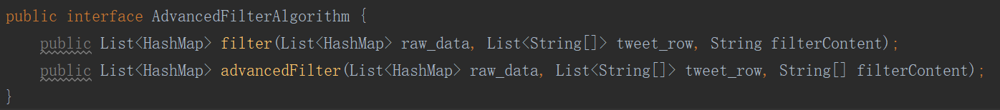 public interface AdvancedFilterAlgorithm {
    public List<HashMap> filter(List<HashMap> raw_data, List<String[]> tweet_row, String filterContent);
    public List<HashMap> advancedFilter(List<HashMap> raw_data, List<String[]> tweet_row, String[] filterContent);
}